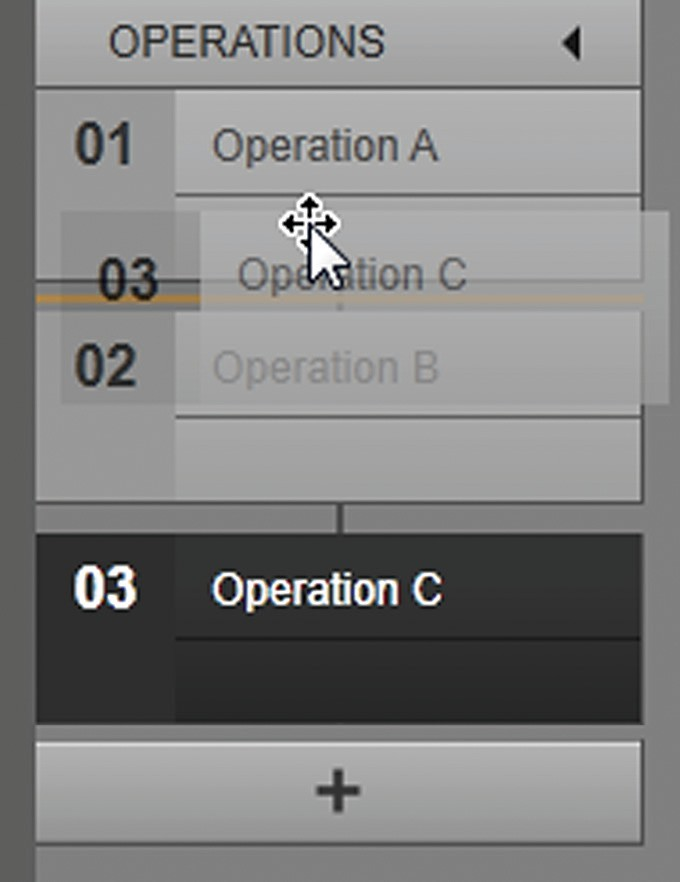 OPERATIONS
01 Operation A
03 Operation C
02 Operation B
03 Operation C
+